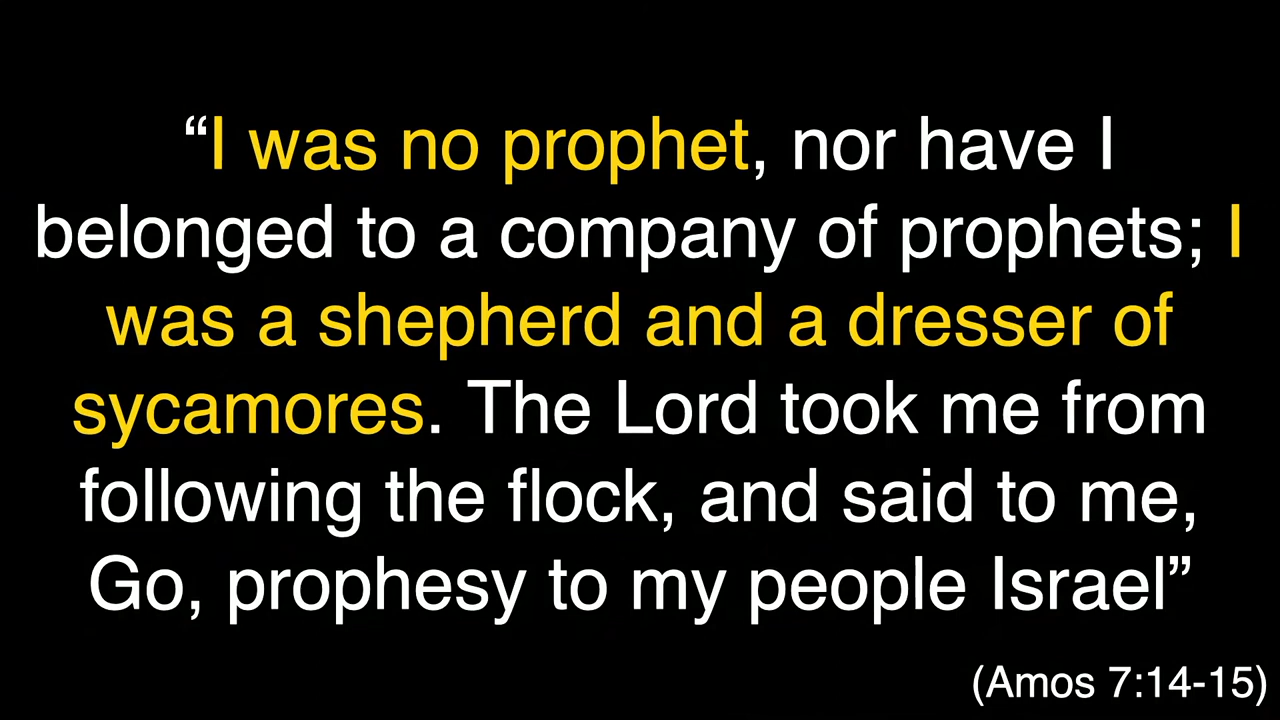 “I was no prophet, nor have I
belonged to a company of prophets; I
was a shepherd and a dresser of
sycamores. The Lord took me from
following the flock, and said to me,
Go, prophesy to my people Israel”
(Amos 7:14-15)